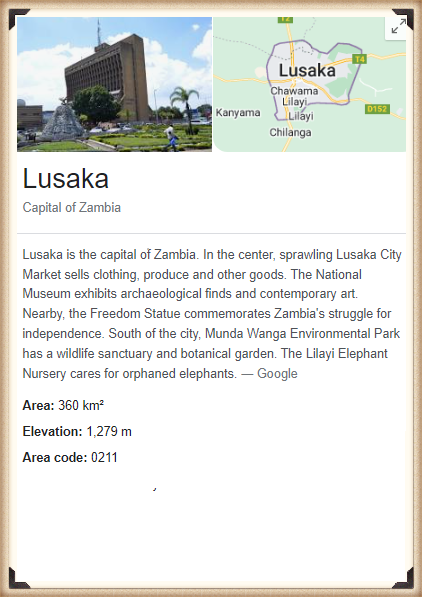 T2
T4
Lusaka
Chawama
Lilayi
D152
Kanyama
Lilayi
Chilanga
Lusaka
Capital of Zambia
Lusaka is the capital of Zambia. In the center, sprawling Lusaka City
Market sells clothing, produce and other goods. The National
Museum exhibits archaeological finds and contemporary art.
Nearby, the Freedom Statue commemorates Zambia's struggle for
independence. South of the city, Munda Wanga Environmental Park
has a wildlife sanctuary and botanical garden. The Lilayi Elephant
Nursery cares for orphaned elephants. — Google
Area: 360 km²
Elevation: 1,279 m
Area code: 0211